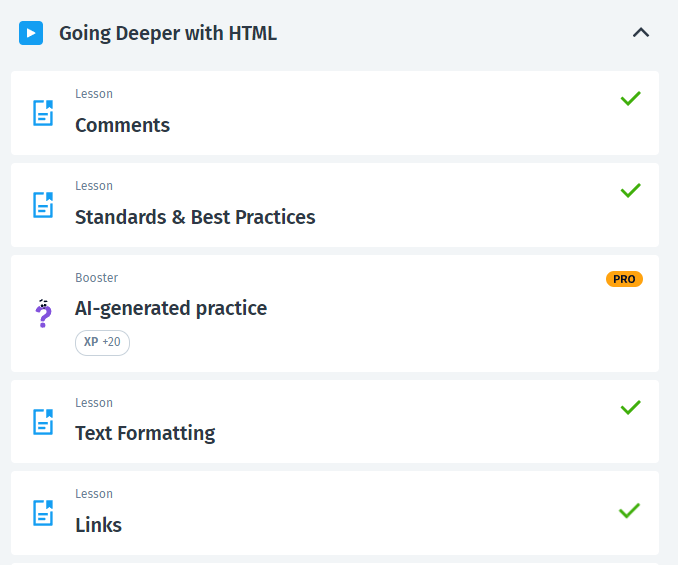 Going Deeper with HTML
Lesson
Comments
Lesson
Standards & Best Practices
Booster
PRO
AI-generated practice
XP +20
Lesson
Text Formatting
Lesson
Links